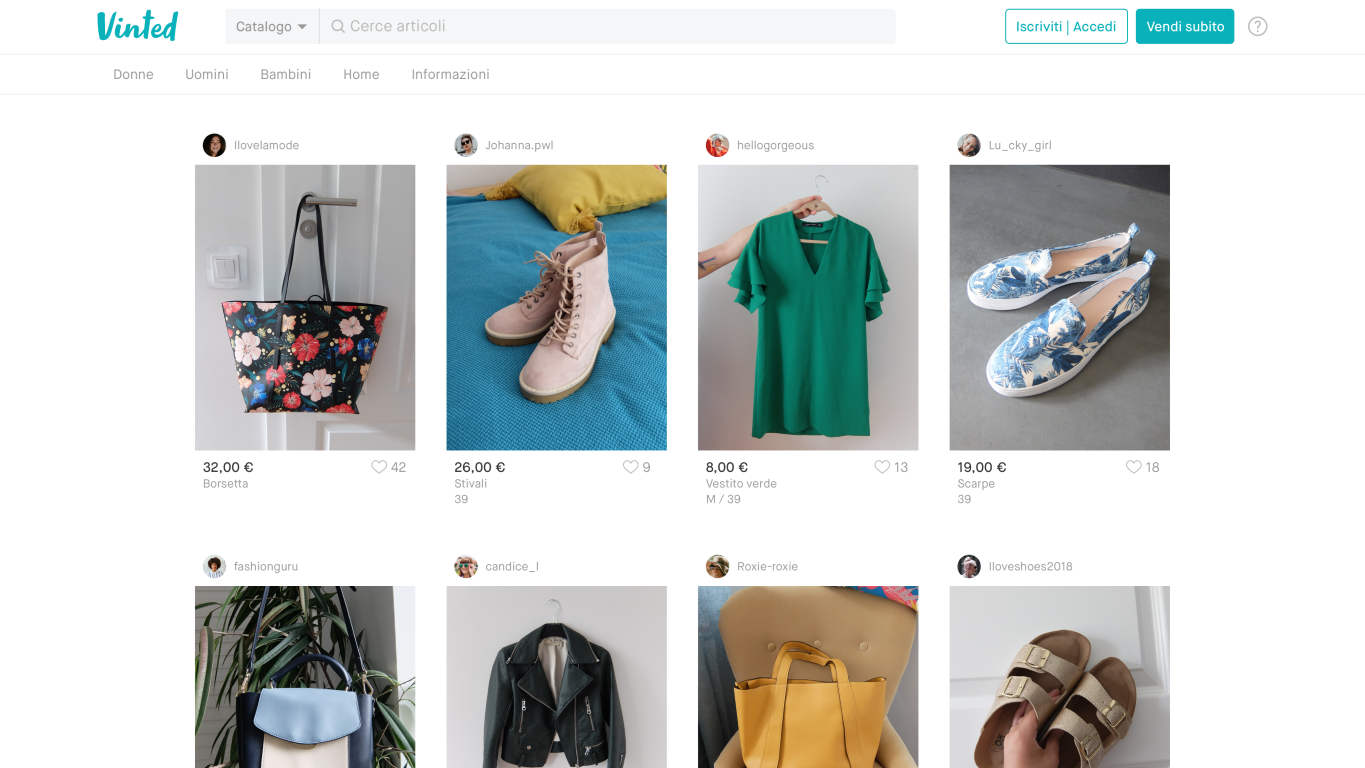 Vinted
Catalogo
Cerce articoli
Iscriviti | Accedi
Vendi subito
?
Donne
Uomini
Bambini
Home
Informazioni
Ilovelamode
Johanna.pwl
hellogorgeous
Lu_cky_girl
32,00 €
42
Borsetta
26,00 €
9
Stivali
39
8,00 €
13
Vestito verde
M / 39
19,00 €
18
Scarpe
39
fashionguru
candice_l
Roxie-roxie
Iloveshoes2018